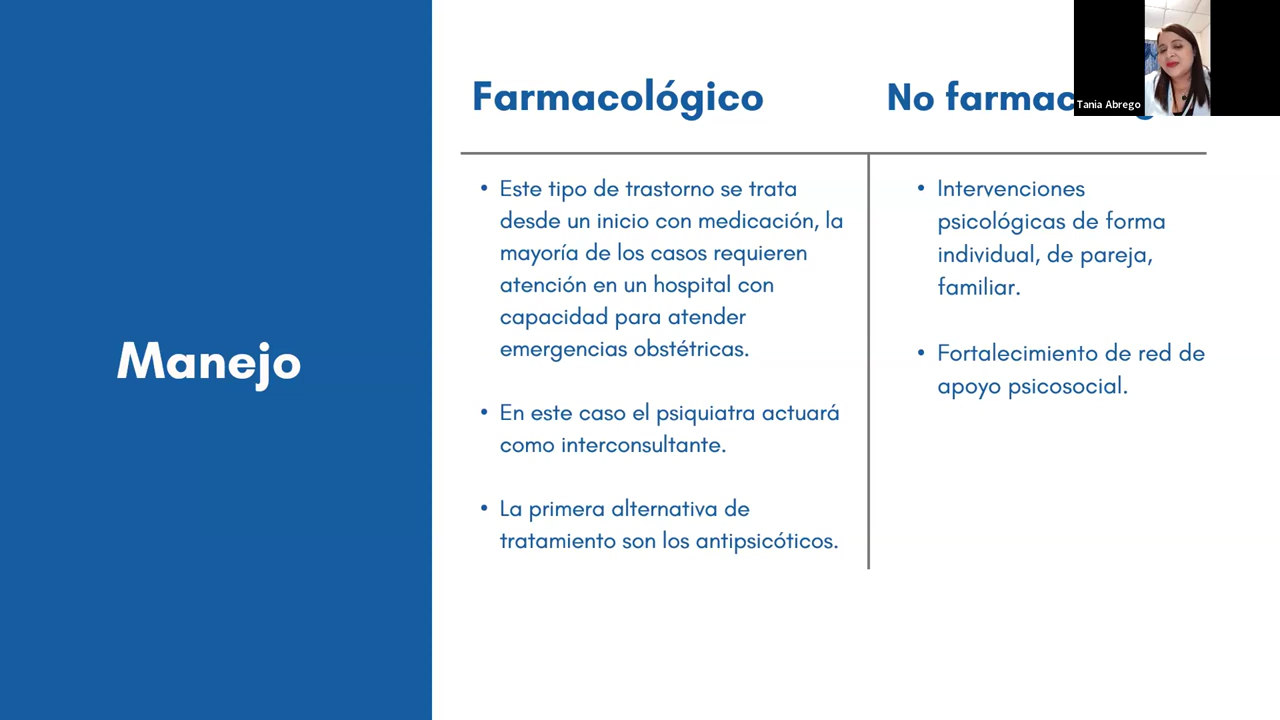 Manejo
Farmacológico
Este tipo de trastorno se trata
desde un inicio con medicación, la
mayoría de los casos requieren
atención en un hospital con
capacidad para atender
emergencias obstétricas.
En este caso el psiquiatra actuará
como interconsultante.
La primera alternativa de
tratamiento son los antipsicóticos.
No
Intervenciones
psicológicas de forma
individual, de pareja,
familiar.
Fortalecimiento de red de
apoyo psicosocial.
Tania Abrego